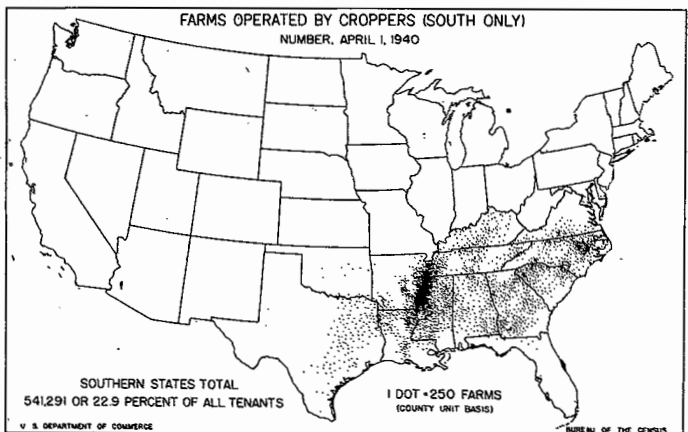 FARMS OPERATED BY CROPPERS (SOUTH ONLY)
NUMBER, APRIL 1, 1940
SOUTHERN STATES TOTAL
541,291 OR 22.9 PERCENT OF ALL TENANTS
1 DOT = 250 FARMS
(COUNTY UNIT BASIS)
U S. DEPARTMENT OF COMMERCE
BUREAU OF THE CENSUS